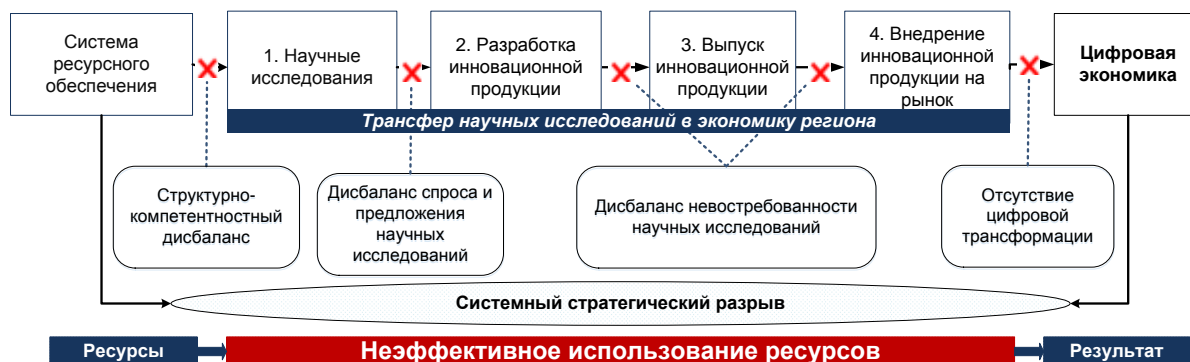 Система
ресурсного
обеспечения
1. Научные
исследования
2. Разработка
инновационной
продукции
3. Выпуск
инновационной
продукции
4. Внедрение
инновационной
продукции на
рынок
Цифровая
экономика
Трансфер научных исследований в экономику региона
Структурно-
компетентностный
дисбаланс
Дисбаланс спроса и
предложения
научных
исследований
Дисбаланс невостребованности
научных исследований
Отсутствие
цифровой
трансформации
Системный стратегический разрыв
Ресурсы
Неэффективное использование ресурсов
Результат